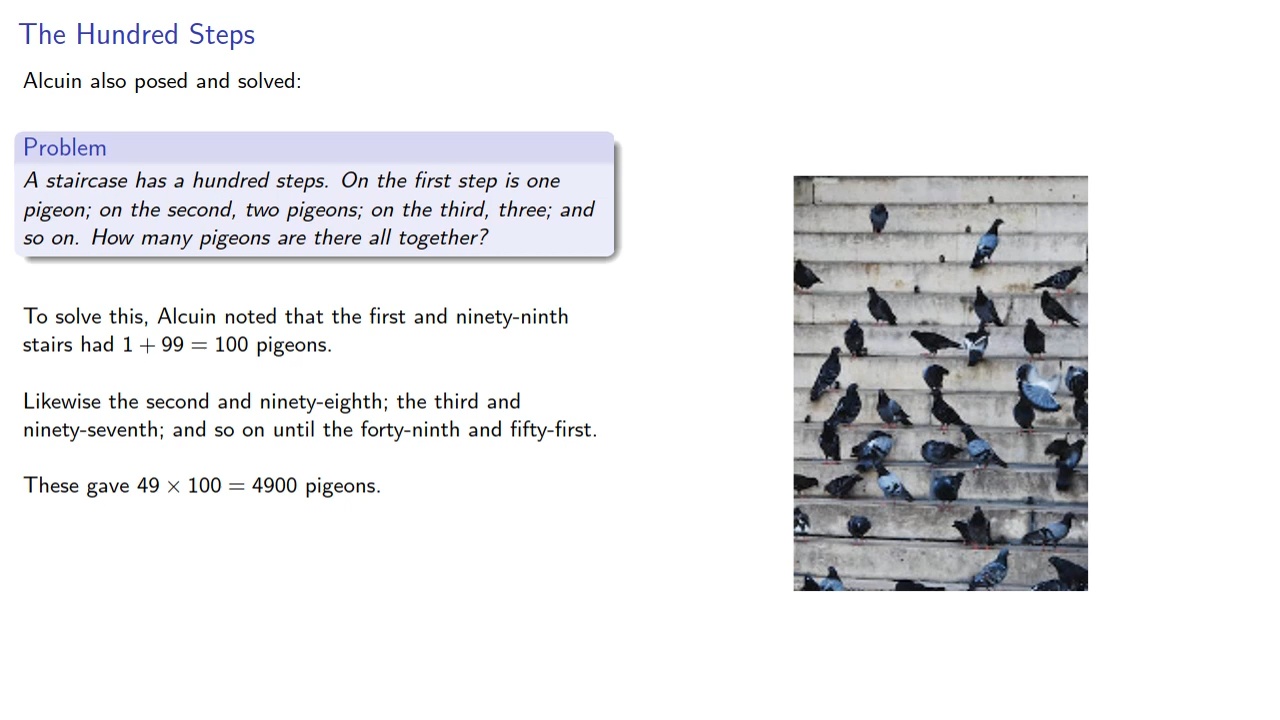 The Hundred Steps
Alcuin also posed and solved:
Problem
A staircase has a hundred steps. On the first step is one
pigeon; on the second, two pigeons; on the third, three; and
so on. How many pigeons are there all together?
To solve this, Alcuin noted that the first and ninety-ninth
stairs had 1 + 99 = 100 pigeons.
Likewise the second and ninety-eighth; the third and
ninety-seventh; and so on until the forty-ninth and fifty-first.
These gave 49 × 100 = 4900 pigeons.